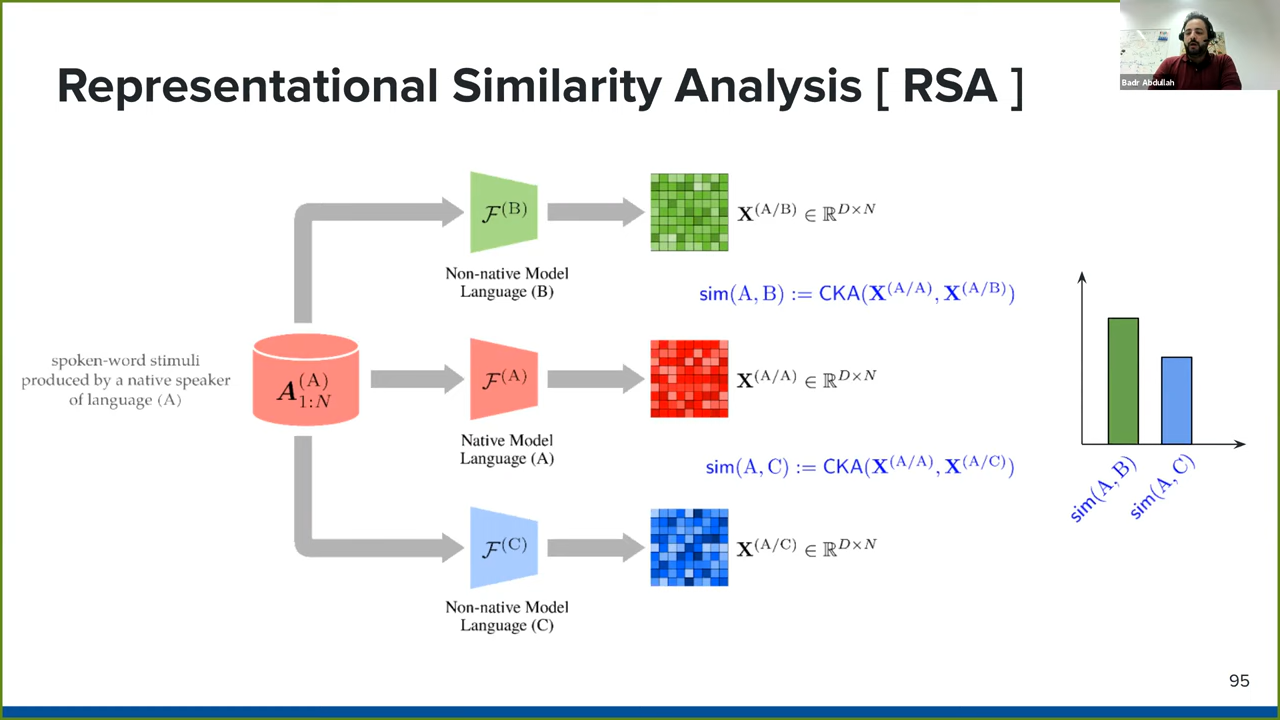 Badr Abdullah
Representational Similarity Analysis [ RSA ]
F^(B)
X^(A/B) ∈ ℝ^{D×N}
Non-native Model
Language (B)
sim(A, B) := CKA(X^(A/A), X^(A/B))
spoken-word stimuli
produced by a native speaker
of language (A)
A^(A)_{1:N}
F^(A)
X^(A/A) ∈ ℝ^{D×N}
Native Model
Language (A)
sim(A, C) := CKA(X^(A/A), X^(A/C))
sim(A, B)
sim(A, C)
F^(C)
X^(A/C) ∈ ℝ^{D×N}
Non-native Model
Language (C)
95